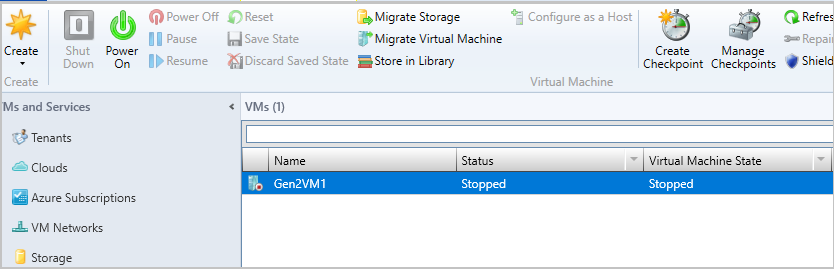 Create
Create
Shut
Down
Power
On
Power Off
Pause
Resume
Reset
Save State
Discard Saved State
Migrate Storage
Migrate Virtual Machine
Store in Library
Configure as a Host
Virtual Machine
Create
Checkpoint
Manage
Checkpoints
Refres
Repair
Shield
Ms and Services
Tenants
Clouds
Azure Subscriptions
VM Networks
Storage
VMs (1)
Name Status Virtual Machine State
Gen2VM1 Stopped Stopped